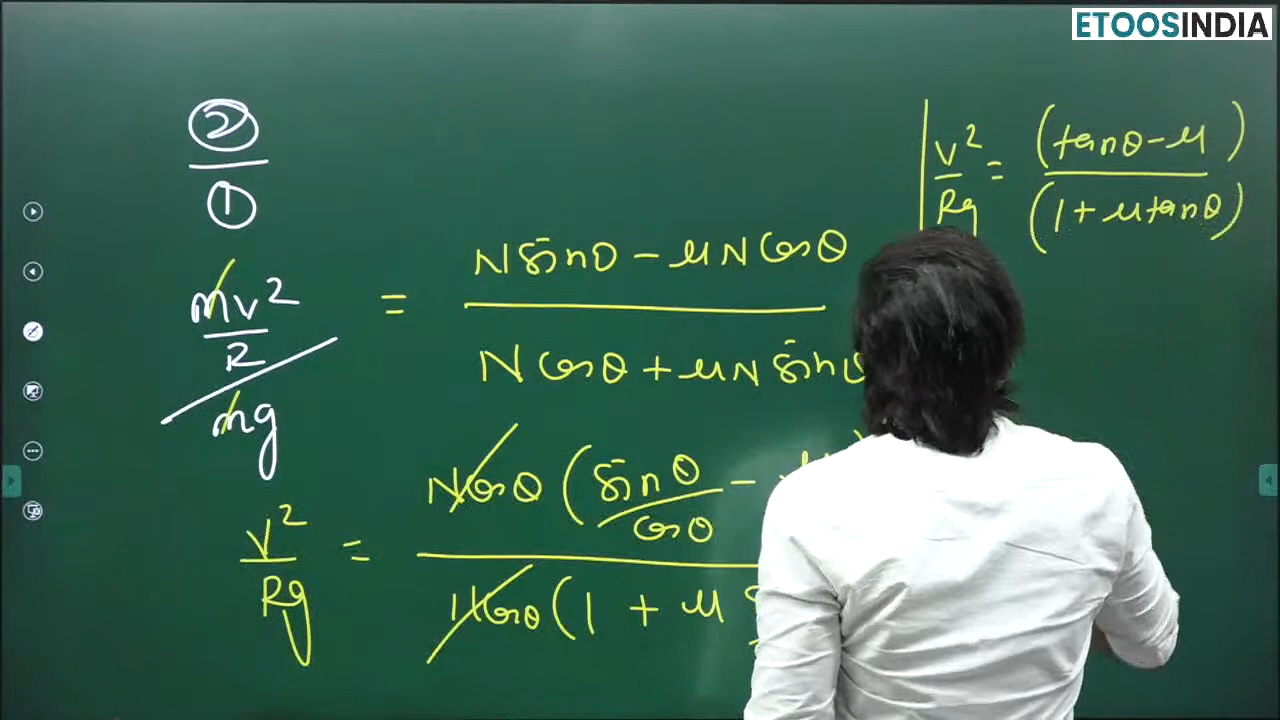 ETOOSINDIA
②
①
mv² / R / mg = N sinθ - μN cosθ / N cosθ + μN sinθ
v² / Rg = N cosθ ( sinθ / cosθ - / N cosθ ( 1 + μ
v² / Rg = (tanθ - μ) / (1 + μ tanθ)